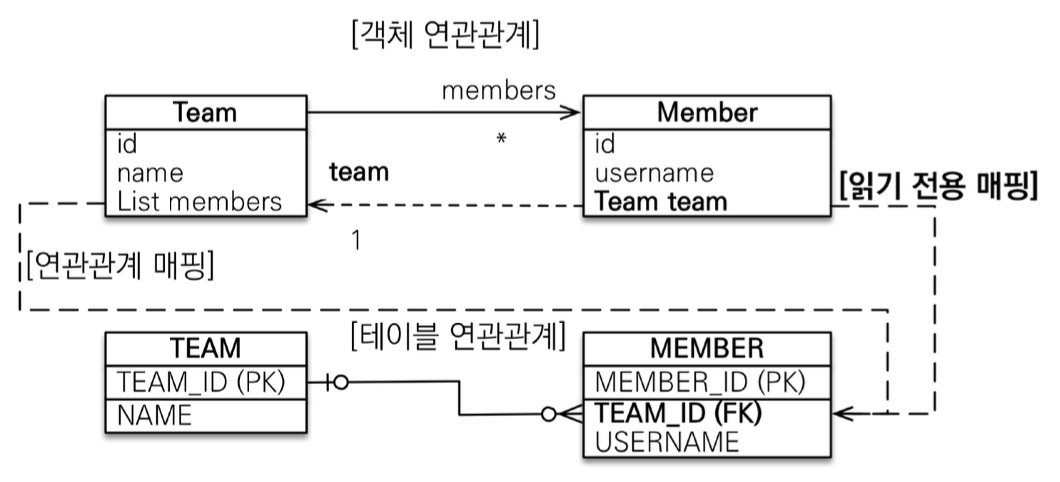 [객체 연관관계]
members
Team
id
name
List members
*
team
1
Member
id
username
Team team
[읽기 전용 매핑]
[연관관계 매핑]
[테이블 연관관계]
TEAM
TEAM_ID (PK)
NAME
MEMBER
MEMBER_ID (PK)
TEAM_ID (FK)
USERNAME